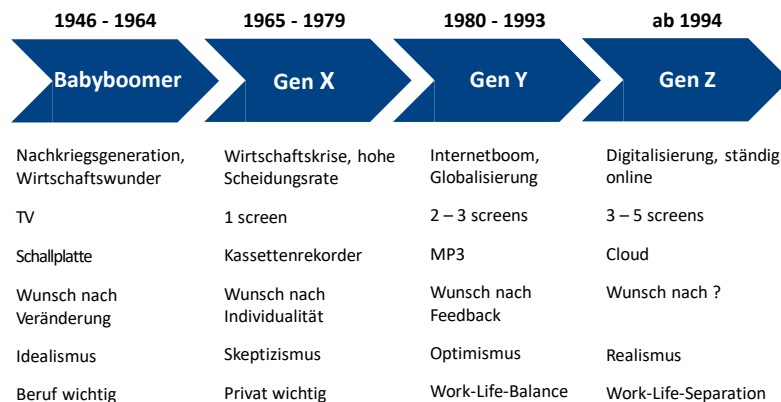 1946 - 1964
1965 - 1979
1980 - 1993
ab 1994
Babyboomer
Gen X
Gen Y
Gen Z
Nachkriegsgeneration,
Wirtschaftswunder
Wirtschaftskrise, hohe
Scheidungsrate
Internetboom,
Globalisierung
Digitalisierung, ständig
online
TV
1 screen
2 – 3 screens
3 – 5 screens
Schallplatte
Kassettenrekorder
MP3
Cloud
Wunsch nach
Veränderung
Wunsch nach
Individualität
Wunsch nach
Feedback
Wunsch nach ?
Idealismus
Skeptizismus
Optimismus
Realismus
Beruf wichtig
Privat wichtig
Work-Life-Balance
Work-Life-Separation